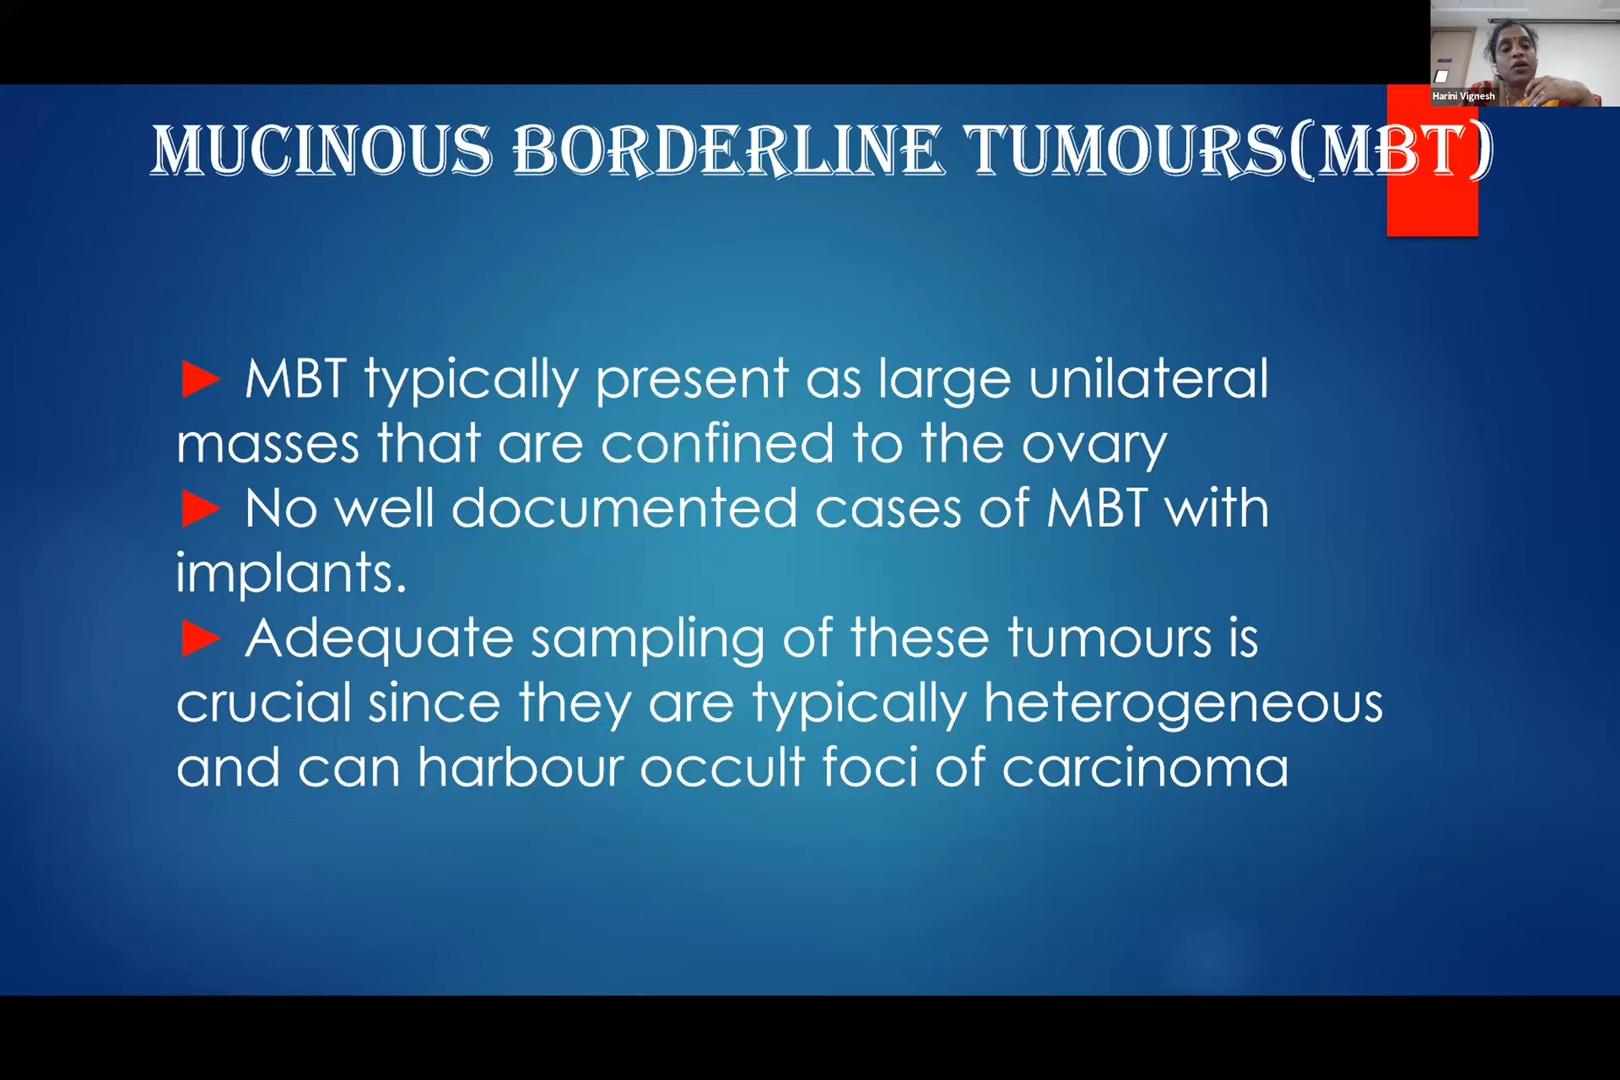 Harini Vignesh
MUCINOUS BORDERLINE TUMOURS(MBT)
► MBT typically present as large unilateral
masses that are confined to the ovary
► No well documented cases of MBT with
implants.
► Adequate sampling of these tumours is
crucial since they are typically heterogeneous
and can harbour occult foci of carcinoma